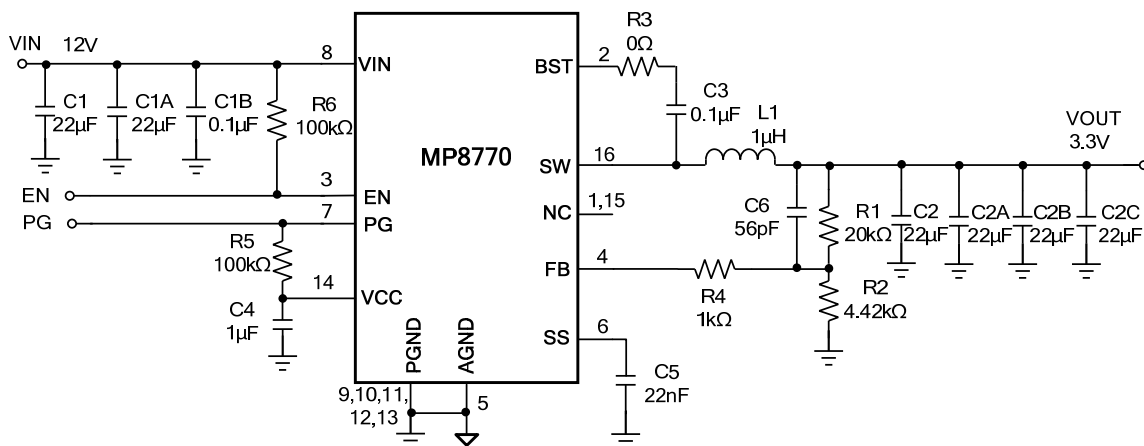 VIN 12V
8
VIN
C1
22µF
C1A
22µF
C1B
0.1µF
R6
100kΩ
EN
3
EN
PG
7
PG
R5
100kΩ
14
VCC
C4
1µF
MP8770
PGND
AGND
9,10,11,
12,13
5
BST
2
R3
0Ω
C3
0.1µF
L1
1µH
SW
16
NC
1,15
FB
4
R4
1kΩ
SS
6
C5
22nF
C6
56pF
R1
20kΩ
R2
4.42kΩ
C2
22µF
C2A
22µF
C2B
22µF
C2C
22µF
VOUT
3.3V